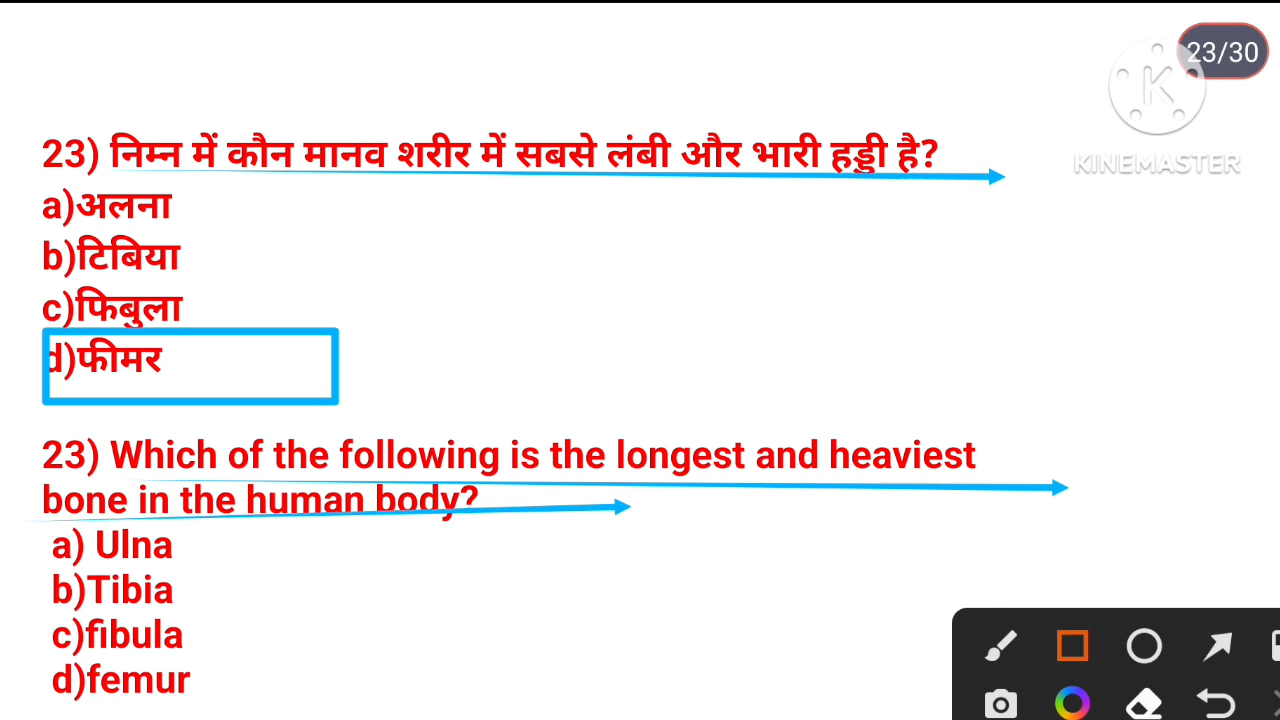 23/30
KINEMASTER
23) निम्न में कौन मानव शरीर में सबसे लंबी और भारी हड्डी है?
a)अलना
b)टिबिया
c)फिबुला
d)फीमर
23) Which of the following is the longest and heaviest
bone in the human body?
a) Ulna
b)Tibia
c)fibula
d)femur